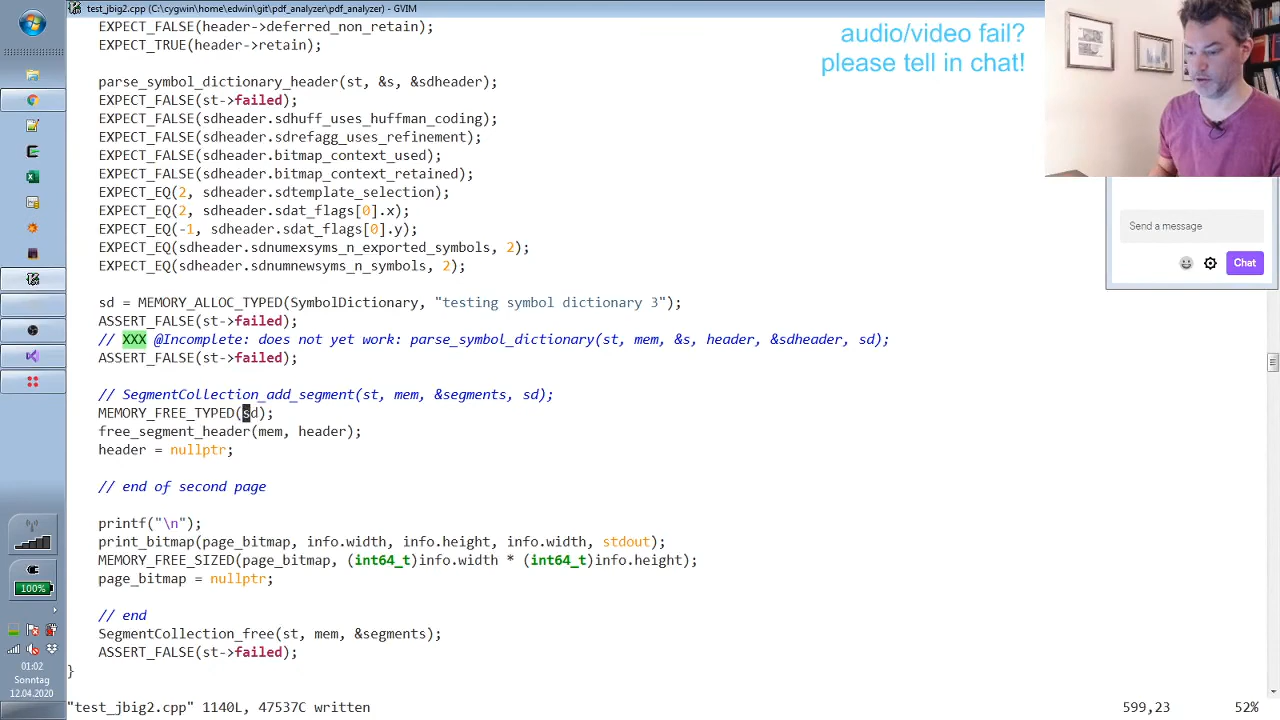 test_jbig2.cpp (C:\cygwin\home\edwin\git\pdf_analyzer\pdf_analyzer) - GVIM
EXPECT_FALSE(header->deferred_non_retain);
EXPECT_TRUE(header->retain);
parse_symbol_dictionary_header(st, &s, &sdheader);
EXPECT_FALSE(st->failed);
EXPECT_FALSE(sdheader.sdhuff_uses_huffman_coding);
EXPECT_FALSE(sdheader.sdrefagg_uses_refinement);
EXPECT_FALSE(sdheader.bitmap_context_used);
EXPECT_FALSE(sdheader.bitmap_context_retained);
EXPECT_EQ(2, sdheader.sdtemplate_selection);
EXPECT_EQ(2, sdheader.sdat_flags[0].x);
EXPECT_EQ(-1, sdheader.sdat_flags[0].y);
EXPECT_EQ(sdheader.sdnumexsyms_n_exported_symbols, 2);
EXPECT_EQ(sdheader.sdnumnewsyms_n_symbols, 2);
sd = MEMORY_ALLOC_TYPED(SymbolDictionary, "testing symbol dictionary 3");
ASSERT_FALSE(st->failed);
// XXX @Incomplete: does not yet work: parse_symbol_dictionary(st, mem, &s, header, &sdheader, sd);
ASSERT_FALSE(st->failed);
// SegmentCollection_add_segment(st, mem, &segments, sd);
MEMORY_FREE_TYPED(sd);
free_segment_header(mem, header);
header = nullptr;
// end of second page
printf("\n");
print_bitmap(page_bitmap, info.width, info.height, info.width, stdout);
MEMORY_FREE_SIZED(page_bitmap, (int64_t)info.width * (int64_t)info.height);
page_bitmap = nullptr;
// end
SegmentCollection_free(st, mem, &segments);
ASSERT_FALSE(st->failed);
}
"test_jbig2.cpp" 1140L, 47537C written
599,23
52%
audio/video fail?
please tell in chat!
Send a message
Chat
100%
01:02
Sonntag
12.04.2020